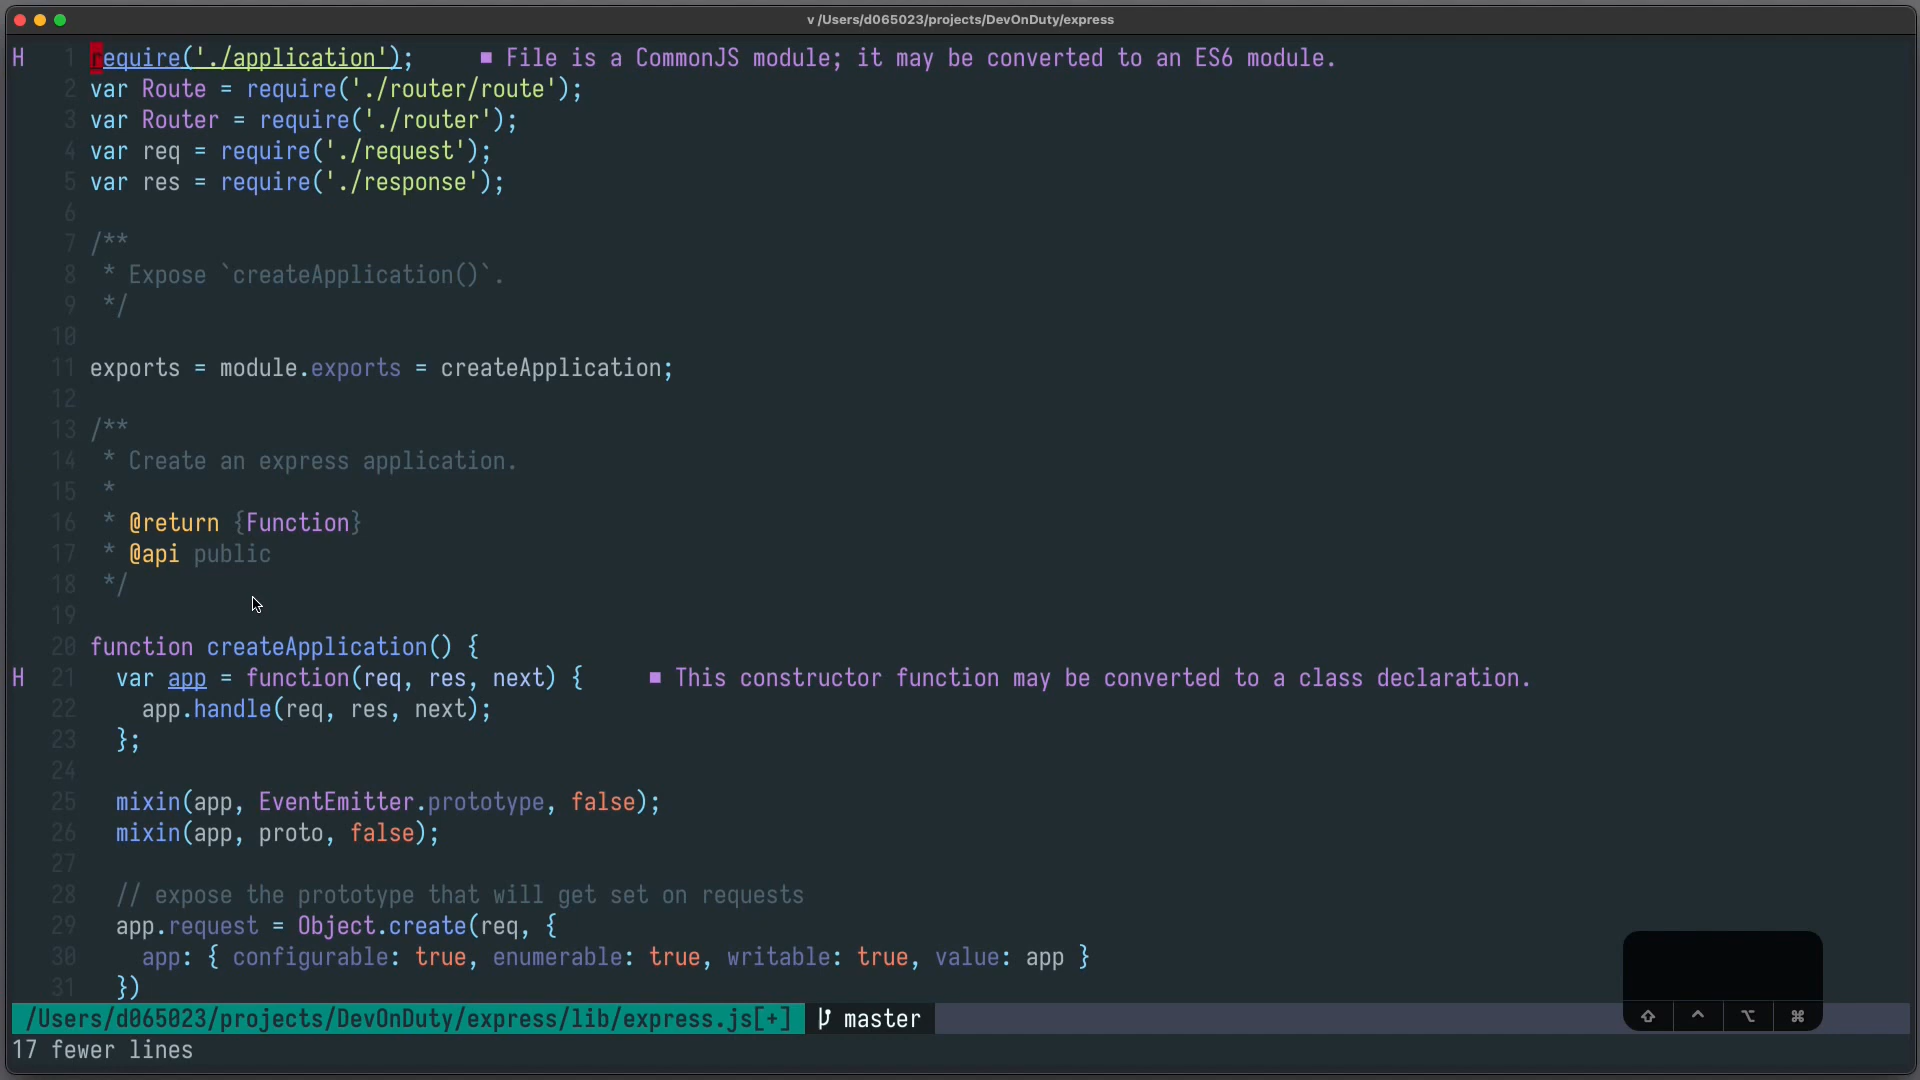 v /Users/d065023/projects/DevOnDuty/express
H 1 require('./application'); ■ File is a CommonJS module; it may be converted to an ES6 module.
2 var Route = require('./router/route');
3 var Router = require('./router');
4 var req = require('./request');
5 var res = require('./response');
6
7 /**
8  * Expose `createApplication()`.
9  */
10
11 exports = module.exports = createApplication;
12
13 /**
14  * Create an express application.
15  *
16  * @return {Function}
17  * @api public
18  */
19
20 function createApplication() {
H 21   var app = function(req, res, next) { ■ This constructor function may be converted to a class declaration.
22     app.handle(req, res, next);
23   };
24
25   mixin(app, EventEmitter.prototype, false);
26   mixin(app, proto, false);
27
28   // expose the prototype that will get set on requests
29   app.request = Object.create(req, {
30     app: { configurable: true, enumerable: true, writable: true, value: app }
31   })
/Users/d065023/projects/DevOnDuty/express/lib/express.js[+] master
17 fewer lines
⇧ ⌃ ⌥ ⌘